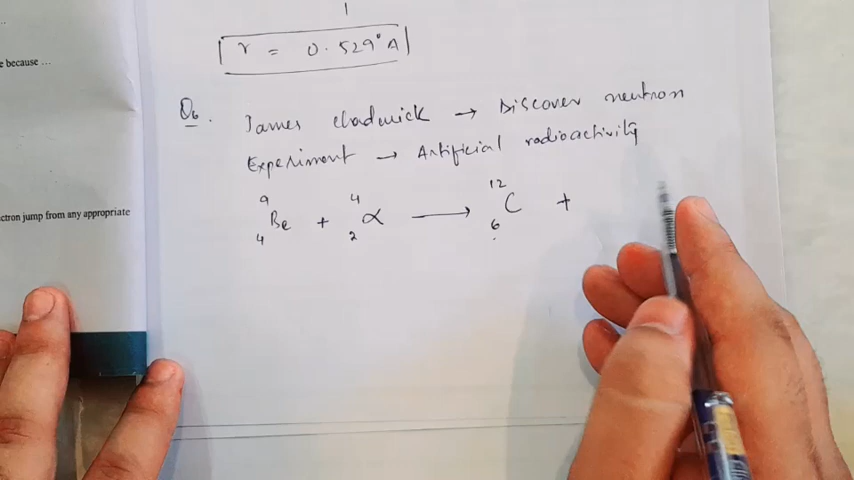 ...
e because ...
ctron jump from any appropriate
1
r = 0.529°A
Q6. James chadwick → Discover neutron
Experiment → Artificial radioactivity
⁹₄Be + ⁴₂α ⟶ ¹²₆C +